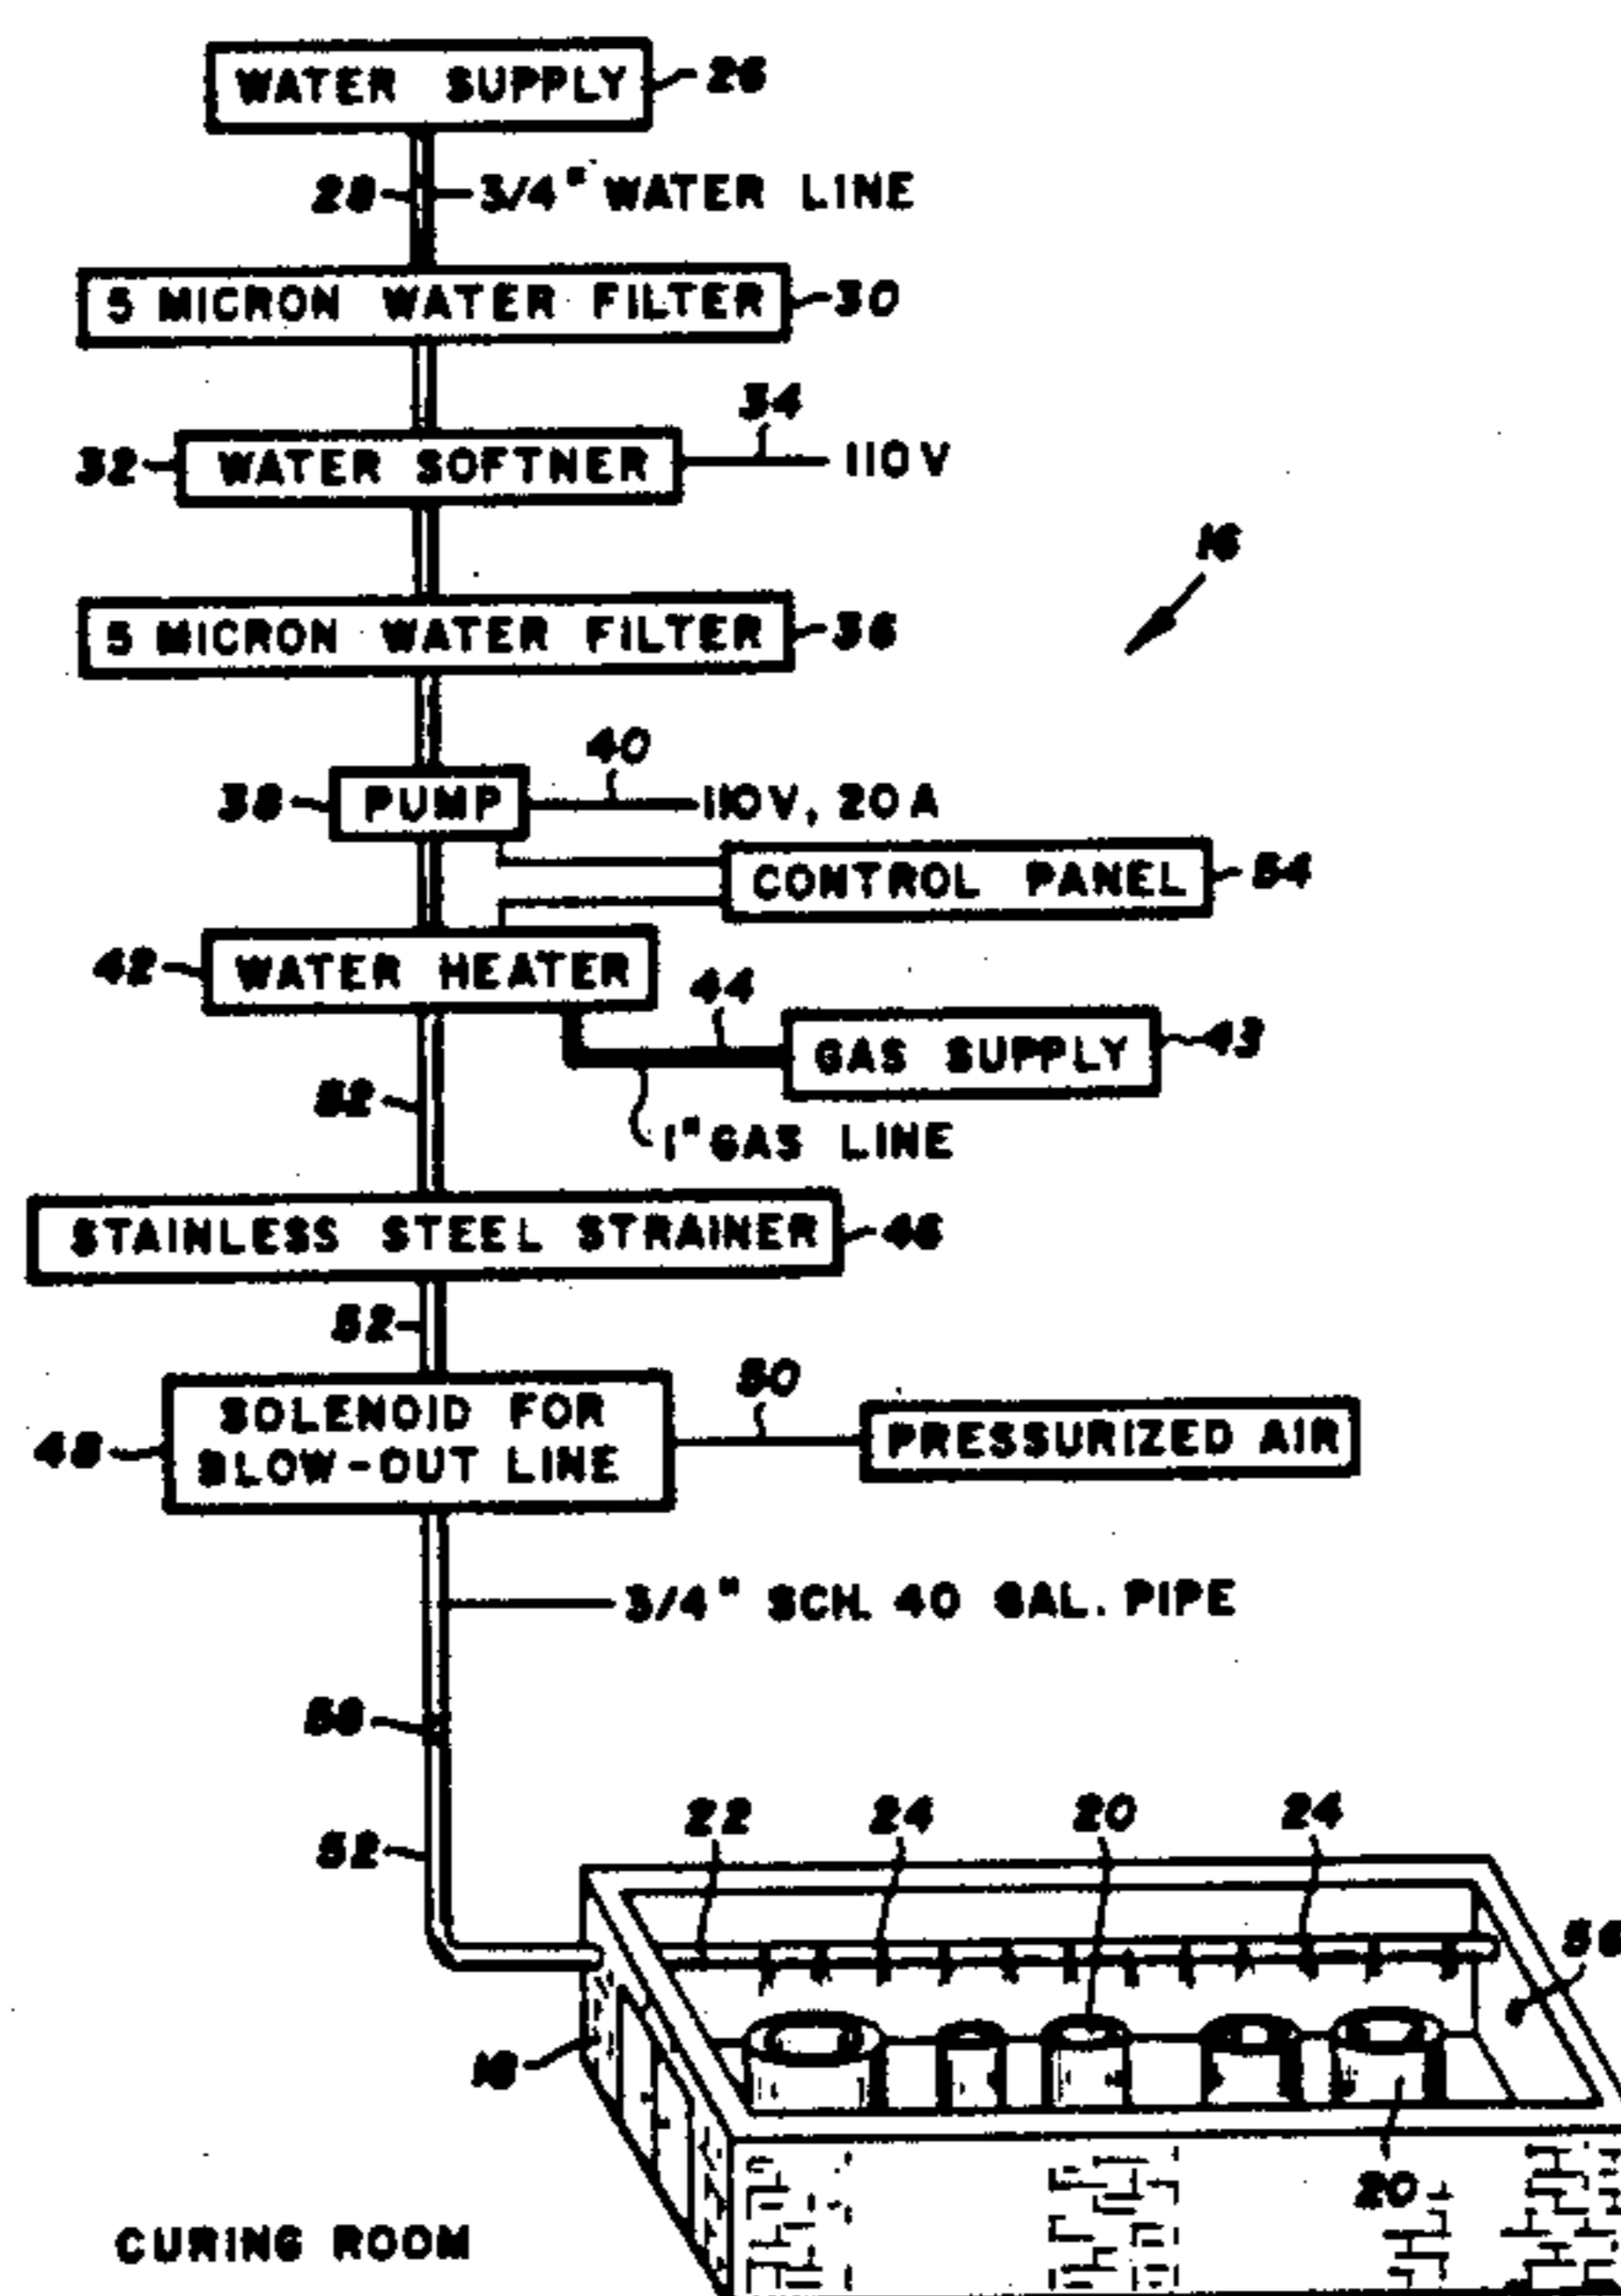 WATER SUPPLY 26
28 3/4" WATER LINE
5 MICRON WATER FILTER 30
34
32 WATER SOFTNER 110V
16
5 MICRON WATER FILTER 36
40
38 PUMP 110V, 20A
CONTROL PANEL 54
42 WATER HEATER
44
GAS SUPPLY 43
52
1" GAS LINE
STAINLESS STEEL STRAINER 46
52
50
SOLENOID FOR
BLOW-OUT LINE
48
PRESSURIZED AIR
3/4" SCH. 40 GAL. PIPE
52
22 24 20 24
20
CURING ROOM